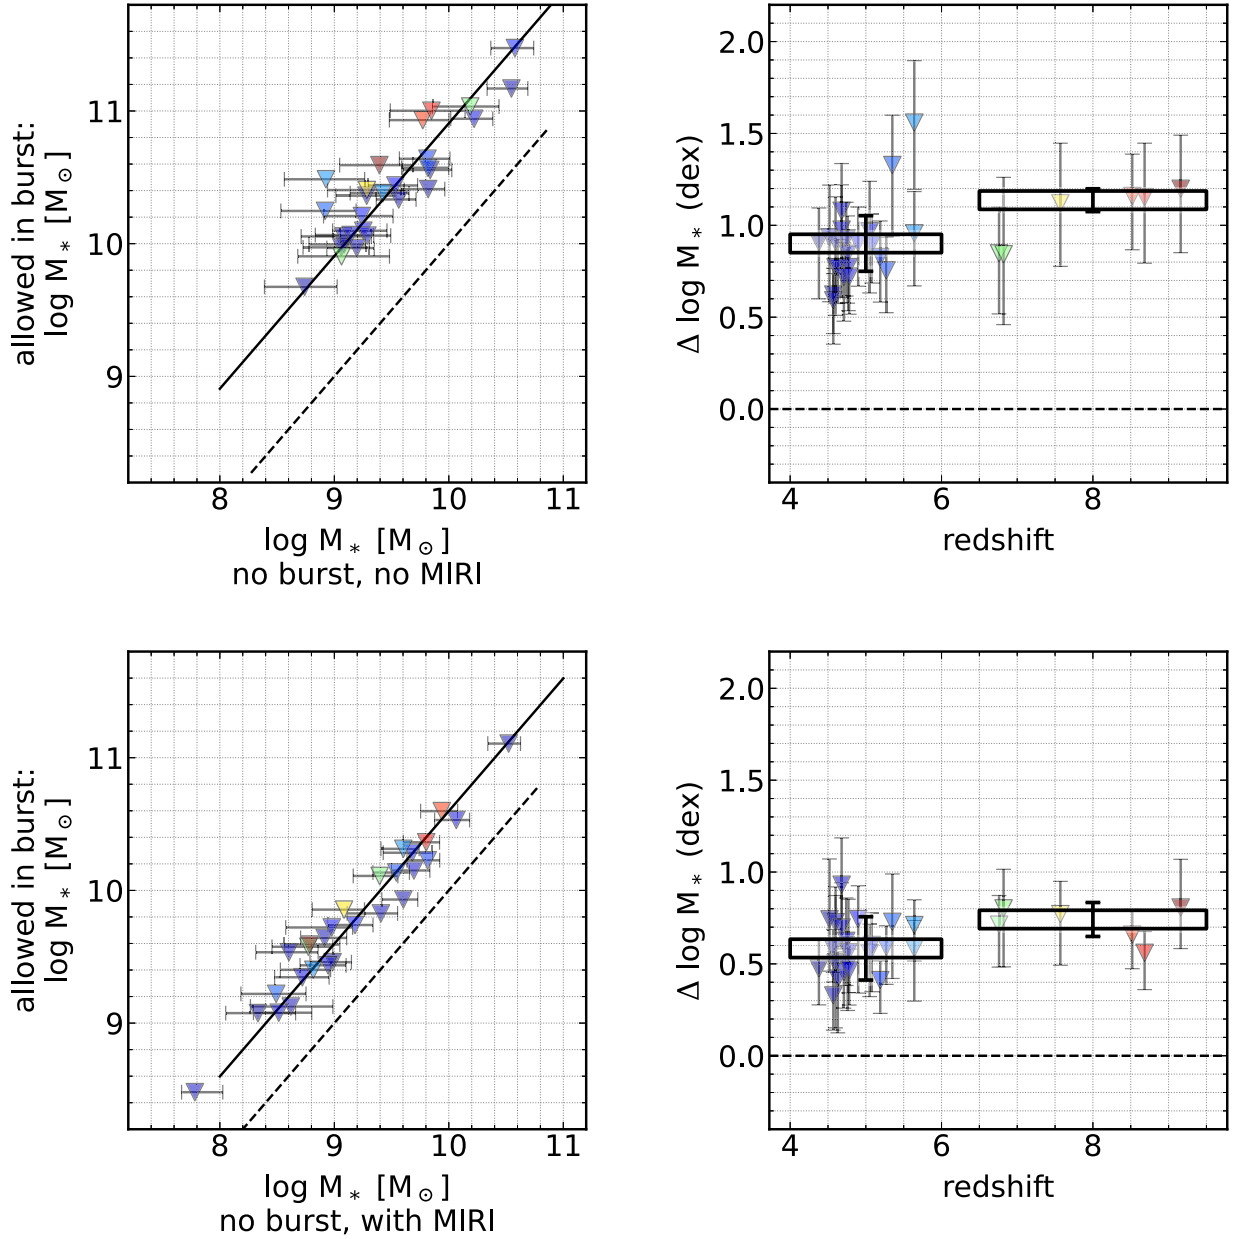 allowed in burst:
log M∗ [M⊙]
11
10
9
8 9 10 11
log M∗ [M⊙]
no burst, no MIRI
Δ log M∗ (dex)
2.0
1.5
1.0
0.5
0.0
4 6 8
redshift
allowed in burst:
log M∗ [M⊙]
11
10
9
8 9 10 11
log M∗ [M⊙]
no burst, with MIRI
Δ log M∗ (dex)
2.0
1.5
1.0
0.5
0.0
4 6 8
redshift